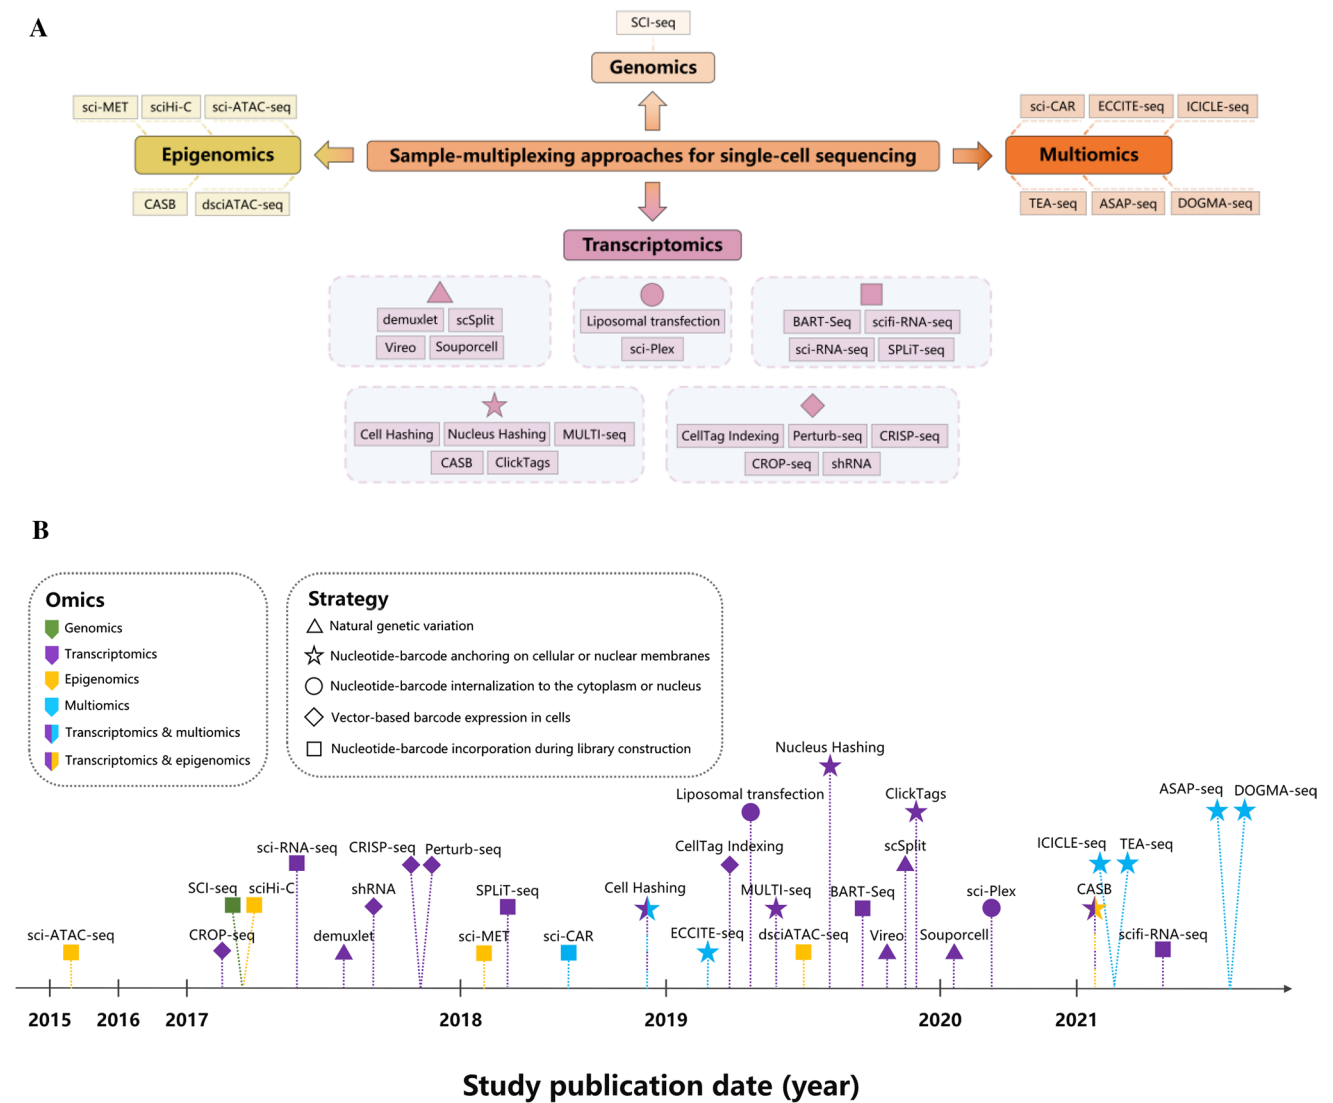 A
SCI-seq
Genomics
sci-MET
sciHi-C
sci-ATAC-seq
sci-CAR
ECCITE-seq
ICICLE-seq
Epigenomics
Sample-multiplexing approaches for single-cell sequencing
Multiomics
CASB
dsciATAC-seq
TEA-seq
ASAP-seq
DOGMA-seq
Transcriptomics
demuxlet
scSplit
Vireo
Souporcell
Liposomal transfection
sci-Plex
BART-Seq
scifi-RNA-seq
sci-RNA-seq
SPLiT-seq
Cell Hashing
Nucleus Hashing
MULTI-seq
CASB
ClickTags
CellTag Indexing
Perturb-seq
CRISP-seq
CROP-seq
shRNA
B
Omics
Genomics
Transcriptomics
Epigenomics
Multiomics
Transcriptomics & multiomics
Transcriptomics & epigenomics
Strategy
Natural genetic variation
Nucleotide-barcode anchoring on cellular or nuclear membranes
Nucleotide-barcode internalization to the cytoplasm or nucleus
Vector-based barcode expression in cells
Nucleotide-barcode incorporation during library construction
Nucleus Hashing
Liposomal transfection
ClickTags
ASAP-seq
DOGMA-seq
sci-RNA-seq
CRISP-seq
Perturb-seq
CellTag Indexing
scSplit
ICICLE-seq
TEA-seq
SCI-seq
sciHi-C
shRNA
SPLiT-seq
Cell Hashing
MULTI-seq
BART-Seq
sci-Plex
CASB
sci-ATAC-seq
CROP-seq
demuxlet
sci-MET
sci-CAR
ECCITE-seq
dsciATAC-seq
Vireo
Souporcell
scifi-RNA-seq
2015
2016
2017
2018
2019
2020
2021
Study publication date (year)